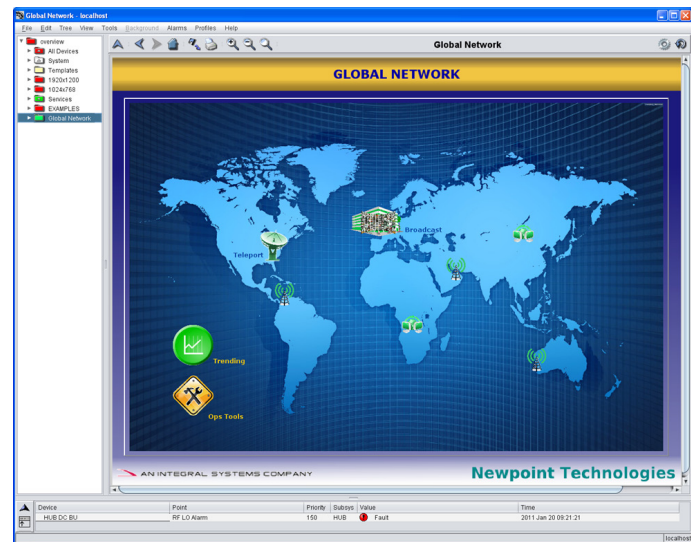 Global Network - localhost
File Edit Tree View Tools Background Alarms Profiles Help
Global Network
overview
All Devices
System
Templates
1920x1200
1024x768
Services
EXAMPLES
Global Network
GLOBAL NETWORK
Broadcast
Teleport
Trending
Ops Tools
AN INTEGRAL SYSTEMS COMPANY
Newpoint Technologies
Device Point Priority Subsys Value Time
HUB DC BU RF LO Alarm 150 HUB Fault 2011 Jan 20 09:21:21
localhost